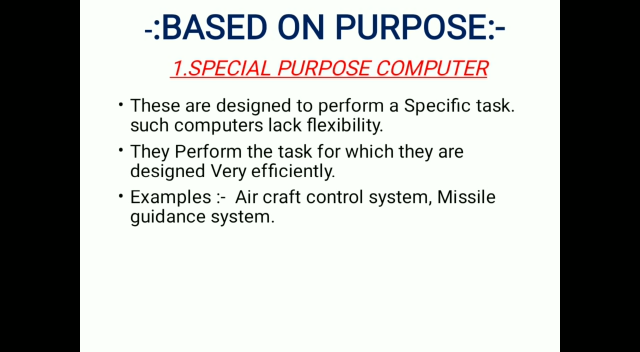 -:BASED ON PURPOSE:-
1.SPECIAL PURPOSE COMPUTER
• These are designed to perform a Specific task.
such computers lack flexibility.
• They Perform the task for which they are
designed Very efficiently.
• Examples :- Air craft control system, Missile
guidance system.